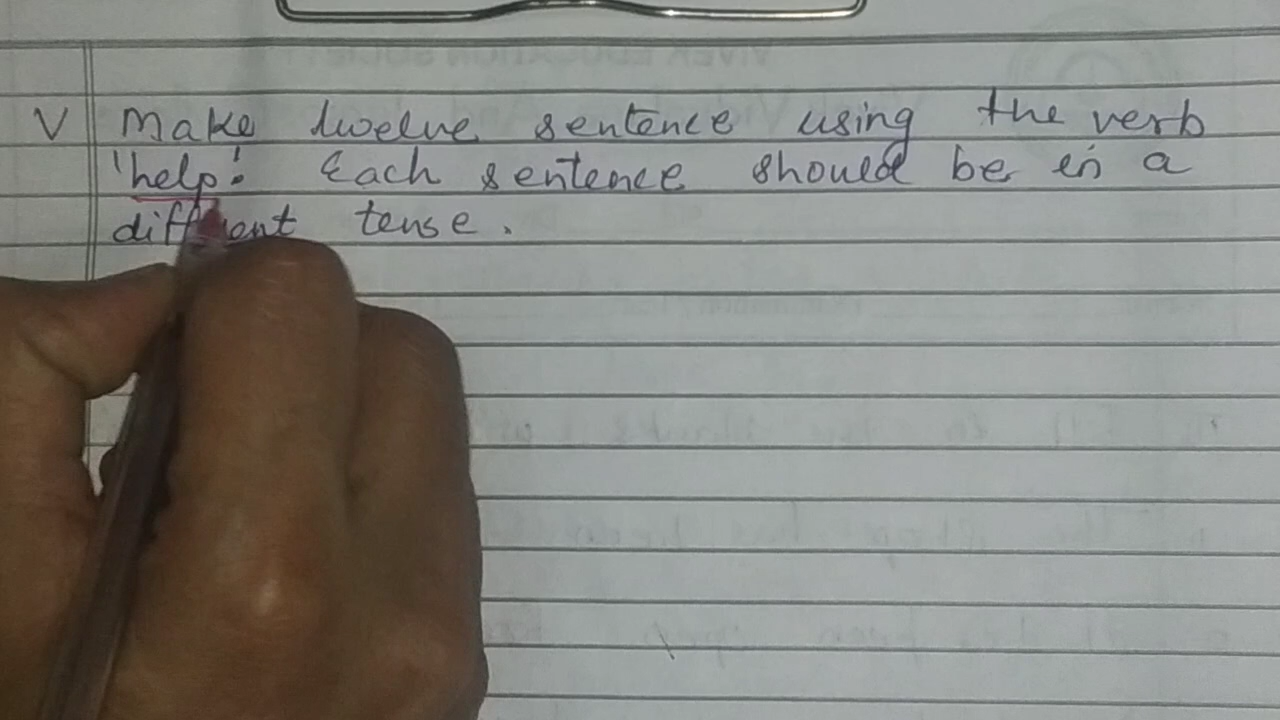 V Make twelve sentence using the verb
'help'. Each sentence should be in a
different tense.